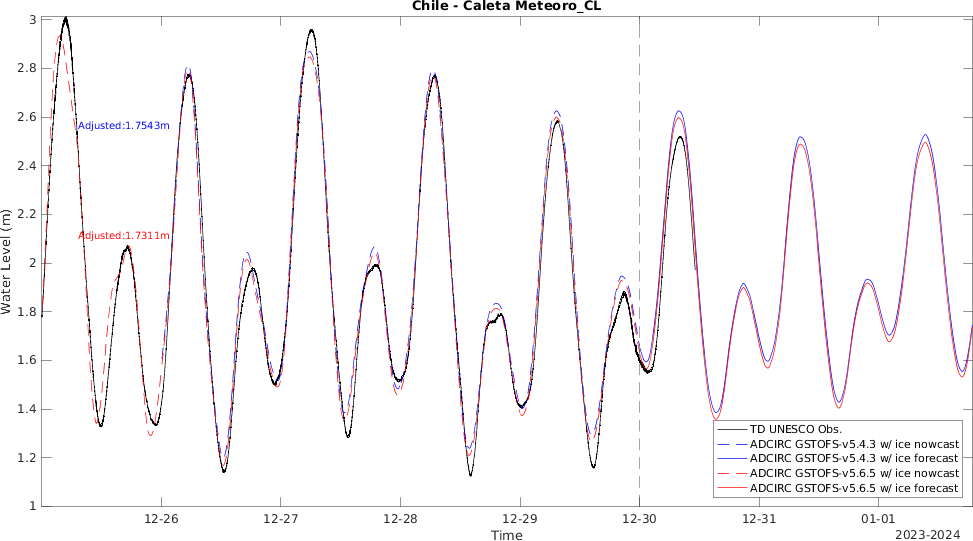 Chile - Caleta Meteoro_CL
3
2.8
2.6
2.4
2.2
2
1.8
1.6
1.4
1.2
1
Water Level (m)
Adjusted:1.7543m
Adjusted:1.7311m
TD UNESCO Obs.
ADCIRC GSTOFS-v5.4.3 w/ ice nowcast
ADCIRC GSTOFS-v5.4.3 w/ ice forecast
ADCIRC GSTOFS-v5.6.5 w/ ice nowcast
ADCIRC GSTOFS-v5.6.5 w/ ice forecast
12-26 12-27 12-28 12-29 12-30 12-31 01-01
Time
2023-2024